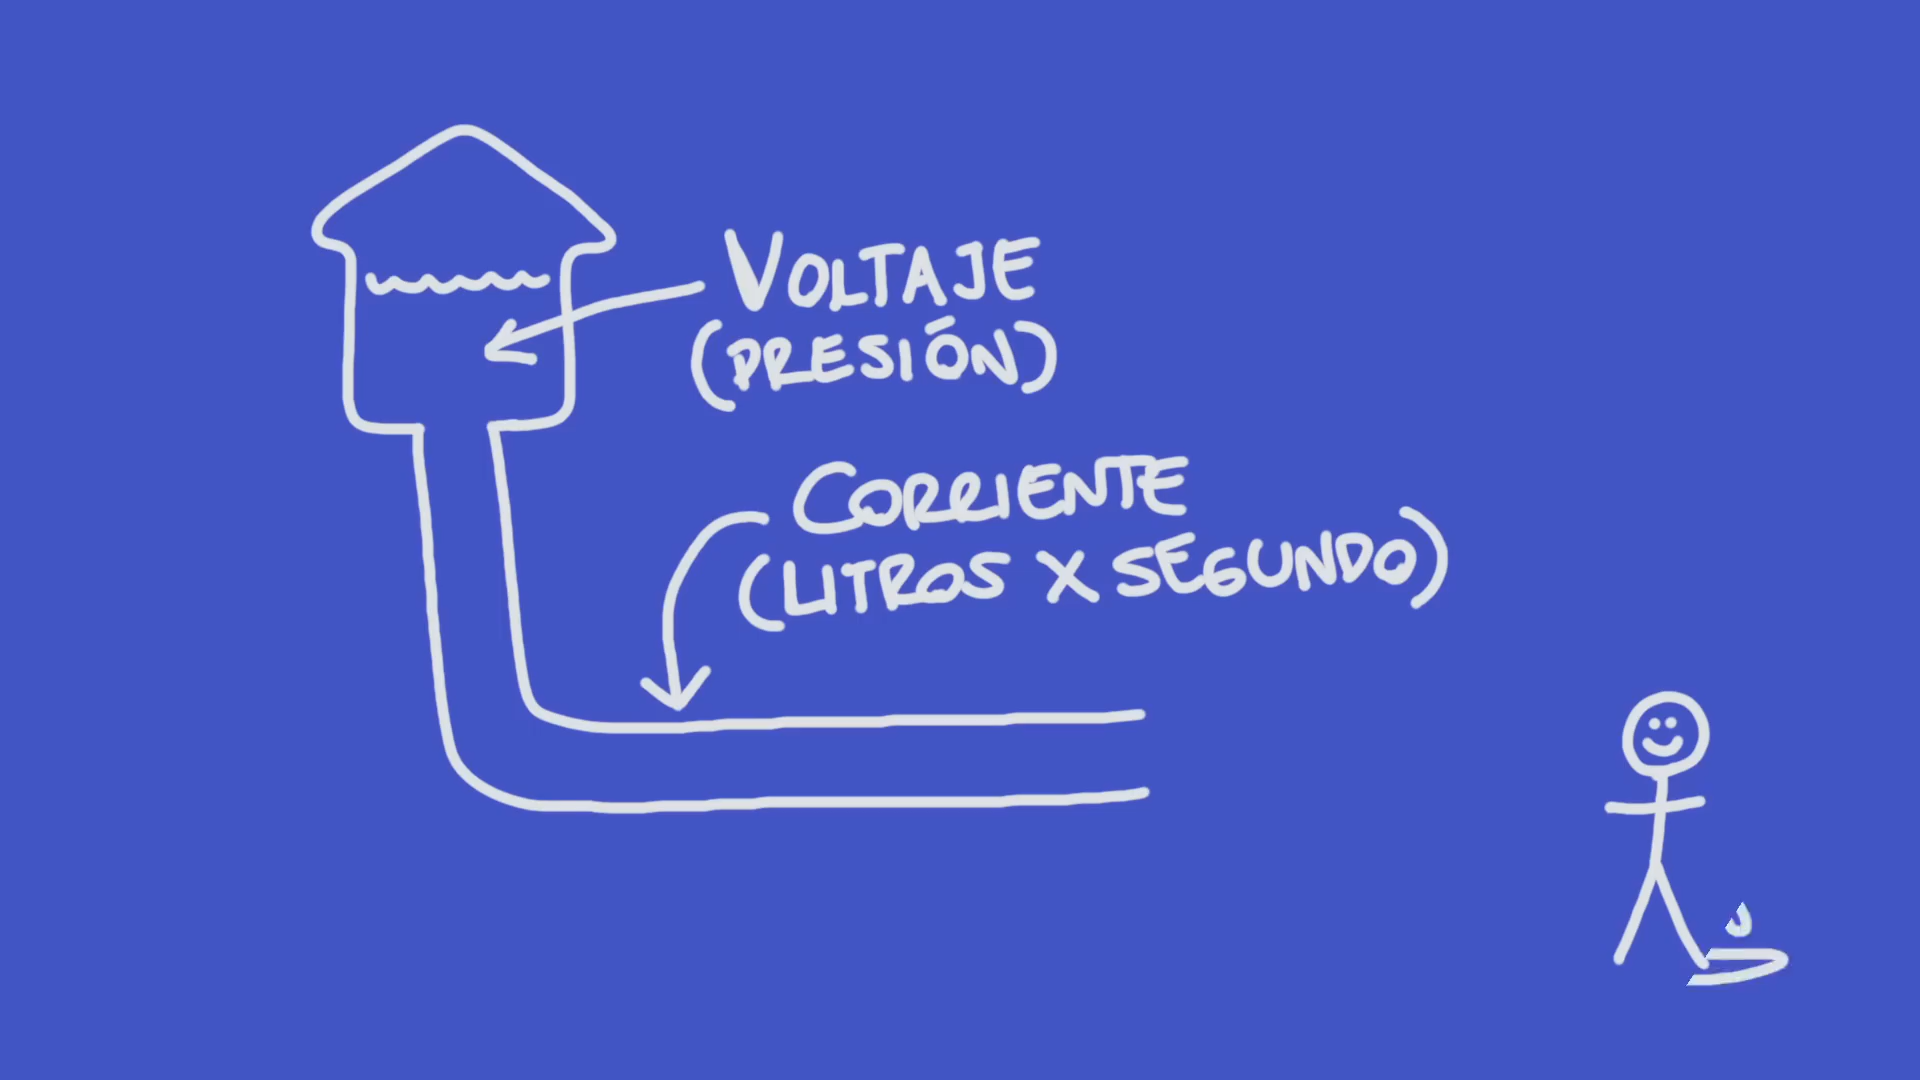 VOLTAJE
(PRESIÓN)
CORRIENTE
(LITROS X SEGUNDO)